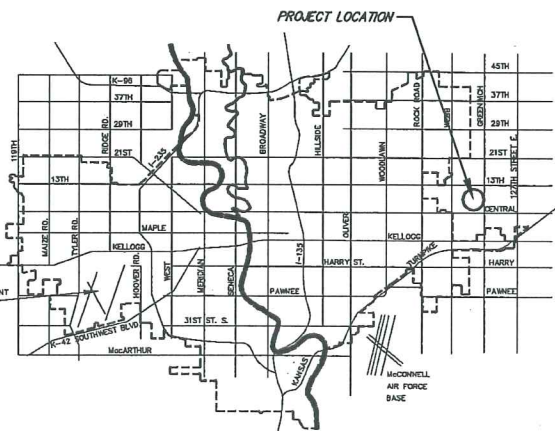 PROJECT LOCATION
K-96
45TH
37TH
37TH
29TH
29TH
21ST
21ST
13TH
13TH
CENTRAL
MAPLE
KELLOGG
KELLOGG
HARRY ST.
HARRY
PAWNEE
PAWNEE
31ST ST. S.
MacARTHUR
K-42 SOUTHWEST BLVD
119TH
MAIZE RD.
TYLER RD.
RIDGE RD.
HOOVER RD.
WEST
MERIDIAN
SENECA
BROADWAY
I-235
I-135
HILLSIDE
OLIVER
WOODLAWN
ROCK ROAD
WEBB
GREENWICH
127TH STREET E.
TURNPIKE
KANSAS
McCONNELL
AIR FORCE
BASE
NT